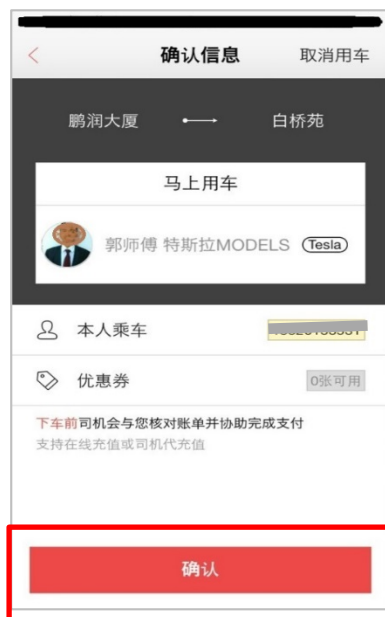 确认信息
取消用车
鹏润大厦
白桥苑
马上用车
郭师傅 特斯拉MODELS Tesla
本人乘车
优惠券
0张可用
下车前司机会与您核对账单并协助完成支付
支持在线充值或司机代充值
确认